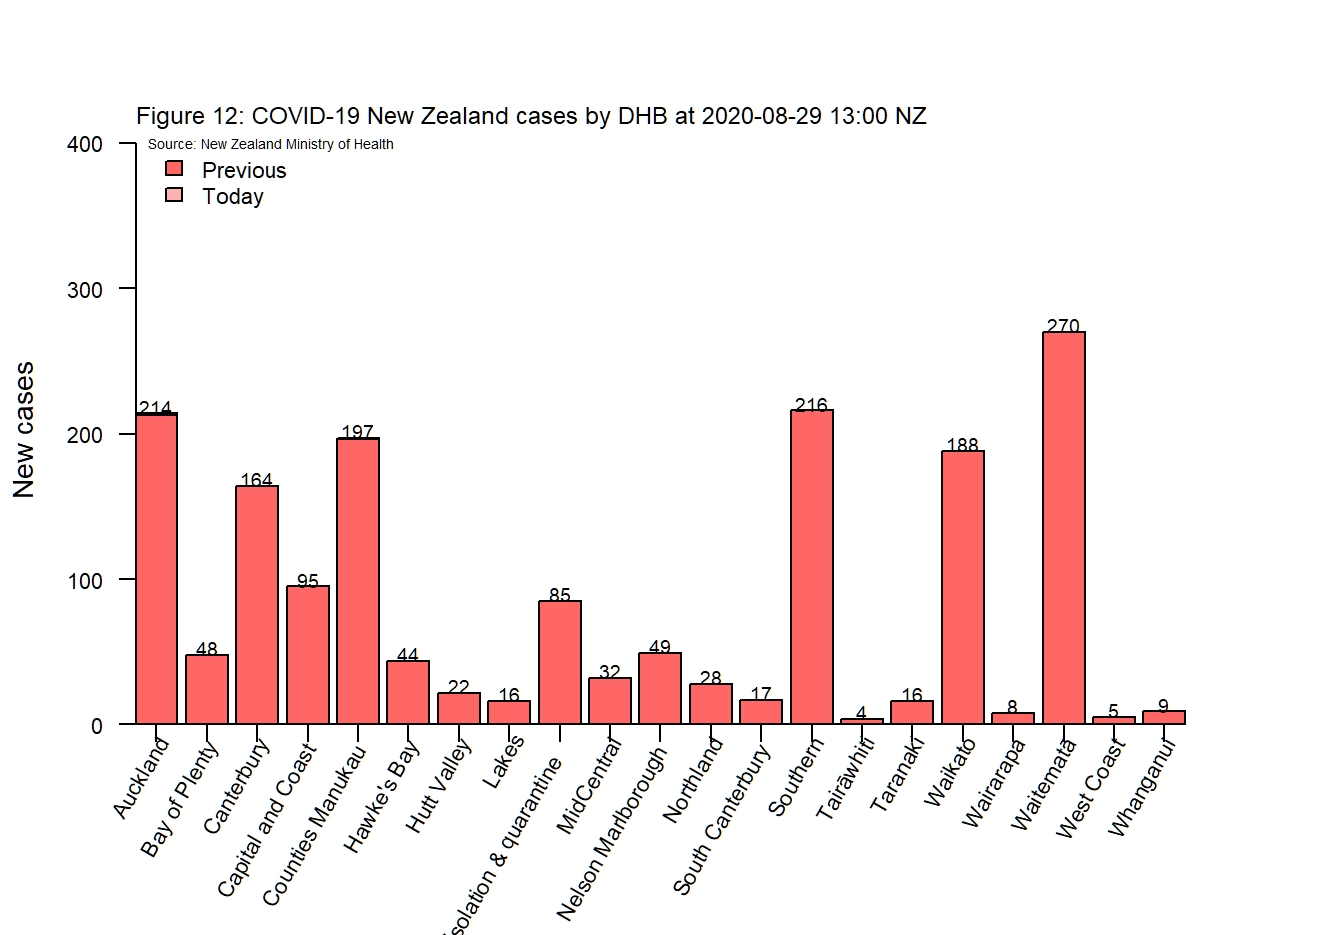 Figure 12: COVID-19 New Zealand cases by DHB at 2020-08-29 13:00 NZ
Source: New Zealand Ministry of Health
Previous
Today
New cases
400
300
200
100
0
214
48
164
95
197
44
22
16
85
32
49
28
17
216
4
16
188
8
270
5
9
Auckland
Bay of Plenty
Canterbury
Capital and Coast
Counties Manukau
Hawke's Bay
Hutt Valley
Lakes
solation & quarantine
MidCentral
Nelson Marlborough
Northland
South Canterbury
Southern
Tairāwhiti
Taranaki
Waikato
Wairarapa
Waitematā
West Coast
Whanganui